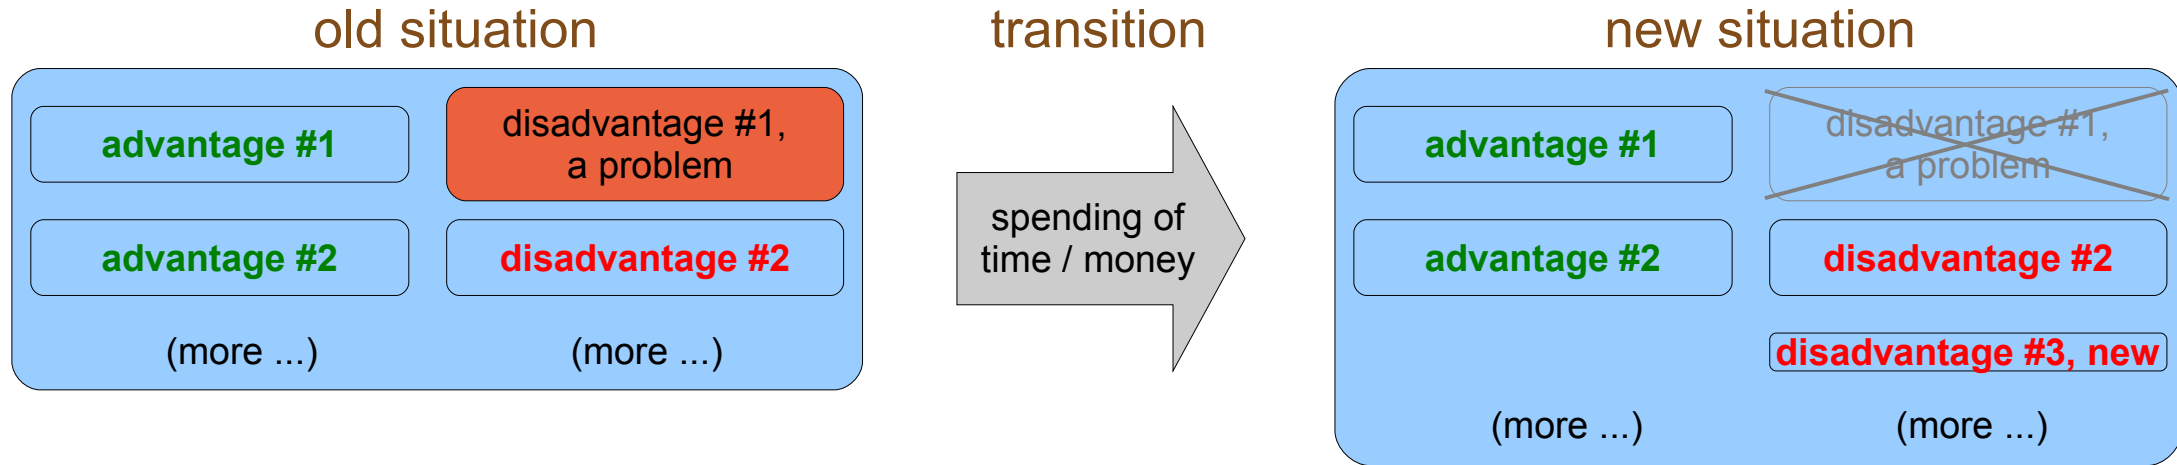 old situation
transition
new situation
advantage #1
disadvantage #1,
a problem
advantage #2
disadvantage #2
(more ...)
(more ...)
spending of
time / money
advantage #1
disadvantage #1,
a problem
advantage #2
disadvantage #2
disadvantage #3, new
(more ...)
(more ...)